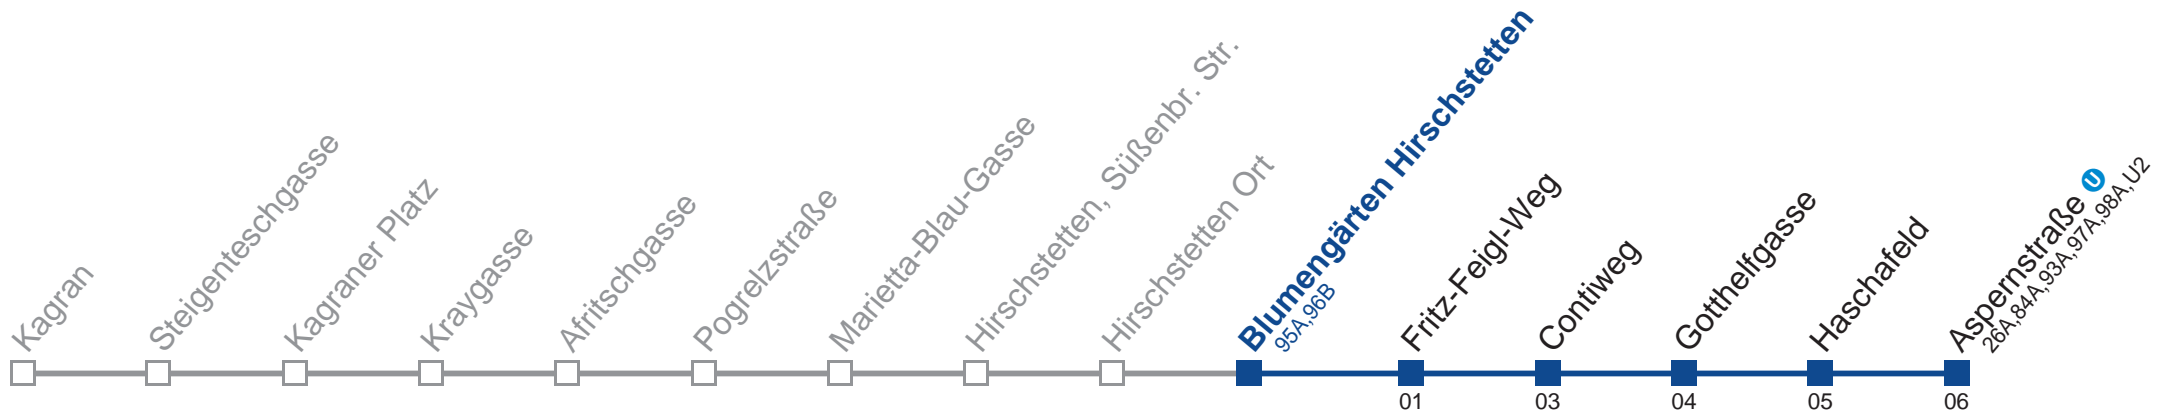 Kagran
Steigenteschgasse
Kagraner Platz
Kraygasse
Afritschgasse
Pogrelzstraße
Marietta-Blau-Gasse
Hirschstetten, Süßenbr. Str.
Hirschstetten Ort
Blumengärten Hirschstetten
95A,96B
Fritz-Feigl-Weg
Contiweg
Gotthelfgasse
Haschafeld
Aspernstraße U
26A,84A,93A,97A,98A,U2
01
03
04
05
06